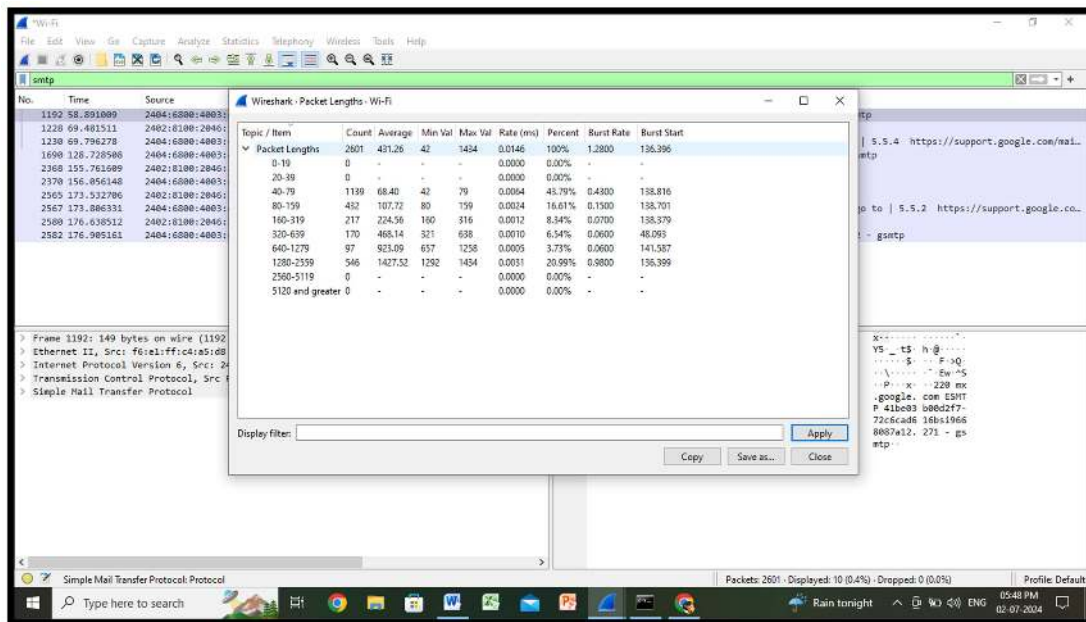 *Wi-Fi
File Edit View Go Capture Analyze Statistics Telephony Wireless Tools Help
smtp
No. Time Source
1192 58.891009 2404:6800:4003:
1228 69.481511 2402:8100:2046:
1230 69.796278 2404:6800:4003: | 5.5.4 https://support.google.com/mai…
1690 128.728508 2404:6800:4003:
2368 155.761609 2402:8100:2046:
2370 156.056148 2404:6800:4003:
2565 173.532706 2402:8100:2046:
2567 173.806331 2404:6800:4003: go to | 5.5.2 https://support.google.co…
2580 176.638512 2402:8100:2046:
2582 176.905161 2404:6800:4003: - gsmtp
Wireshark · Packet Lengths · Wi-Fi
Topic / Item Count Average Min Val Max Val Rate (ms) Percent Burst Rate Burst Start
Packet Lengths 2601 431.26 42 1434 0.0146 100% 1.2800 136.396
0-19 0 - - - 0.0000 0.00% - -
20-39 0 - - - 0.0000 0.00% - -
40-79 1139 68.40 42 79 0.0064 43.79% 0.4300 138.816
80-159 432 107.72 80 159 0.0024 16.61% 0.1500 138.701
160-319 217 224.56 160 316 0.0012 8.34% 0.0700 138.379
320-639 170 468.14 321 638 0.0010 6.54% 0.0600 48.093
640-1279 97 923.09 657 1258 0.0005 3.73% 0.0600 141.587
1280-2559 546 1427.52 1292 1434 0.0031 20.99% 0.9800 136.399
2560-5119 0 - - - 0.0000 0.00% - -
5120 and greater 0 - - - 0.0000 0.00% - -
Display filter:
Apply
Copy Save as... Close
Frame 1192: 149 bytes on wire (1192
Ethernet II, Src: f6:e1:ff:c4:a5:d8
Internet Protocol Version 6, Src: 24
Transmission Control Protocol, Src P
Simple Mail Transfer Protocol
220 mx
.google. com ESMT
P 41be03 b00d2f7-
72c6cad6 16bsi966
8087a12. 271 - gs
mtp
Simple Mail Transfer Protocol: Protocol
Packets: 2601 · Displayed: 10 (0.4%) · Dropped: 0 (0.0%)
Profile: Default
Type here to search
Rain tonight
ENG
05:48 PM
02-07-2024